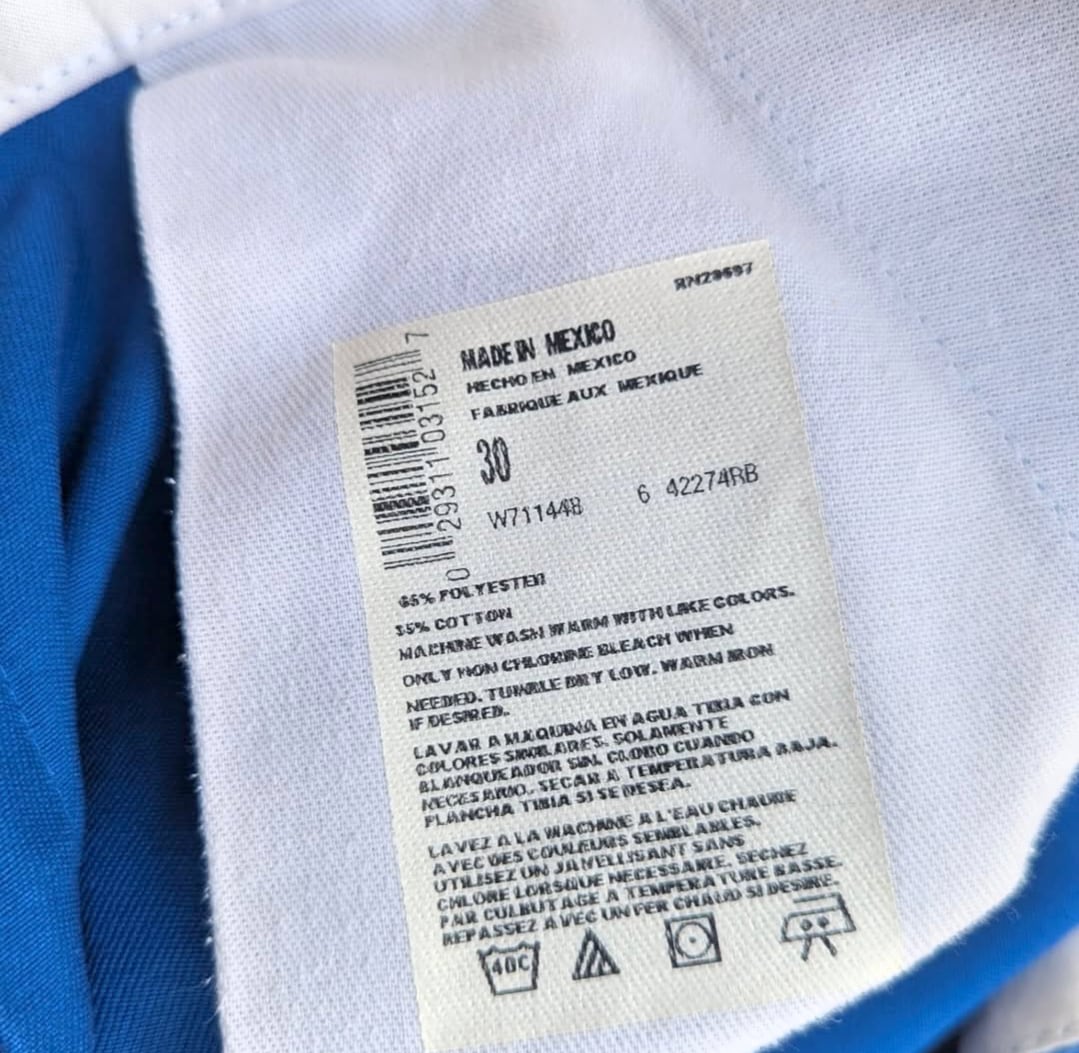 RN29697
MADE IN MEXICO
HECHO EN MEXICO
FABRIQUE AUX MEXIQUE
30
W711448 6 42274RB
0 29311 03152 7
65% POLYESTER
35% COTTON
MACHINE WASH WARM WITH LIKE COLORS.
ONLY NON CHLORINE BLEACH WHEN
NEEDED. TUMBLE DRY LOW. WARM IRON
IF DESIRED.
LAVAR A MAQUINA EN AGUA TIBIA CON
COLORES SIMILARES. SOLAMENTE
BLANQUEADOR SIN CLORO CUANDO
NECESARIO. SECAR A TEMPERATURA BAJA.
PLANCHA TIBIA SI SE DESEA.
LAVEZ A LA MACHINE A L'EAU CHAUDE
AVEC DES COULEURS SEMBLABLES.
UTILISEZ UN JAVELLISANT SANS
CHLORE LORSQUE NECESSAIRE. SECHEZ
PAR CULBUTAGE A TEMPERATURE BASSE.
REPASSEZ AVEC UN FER CHAUD SI DESIRE.
40C